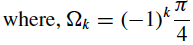 where, Ωₖ = (−1)ᵏ π/4